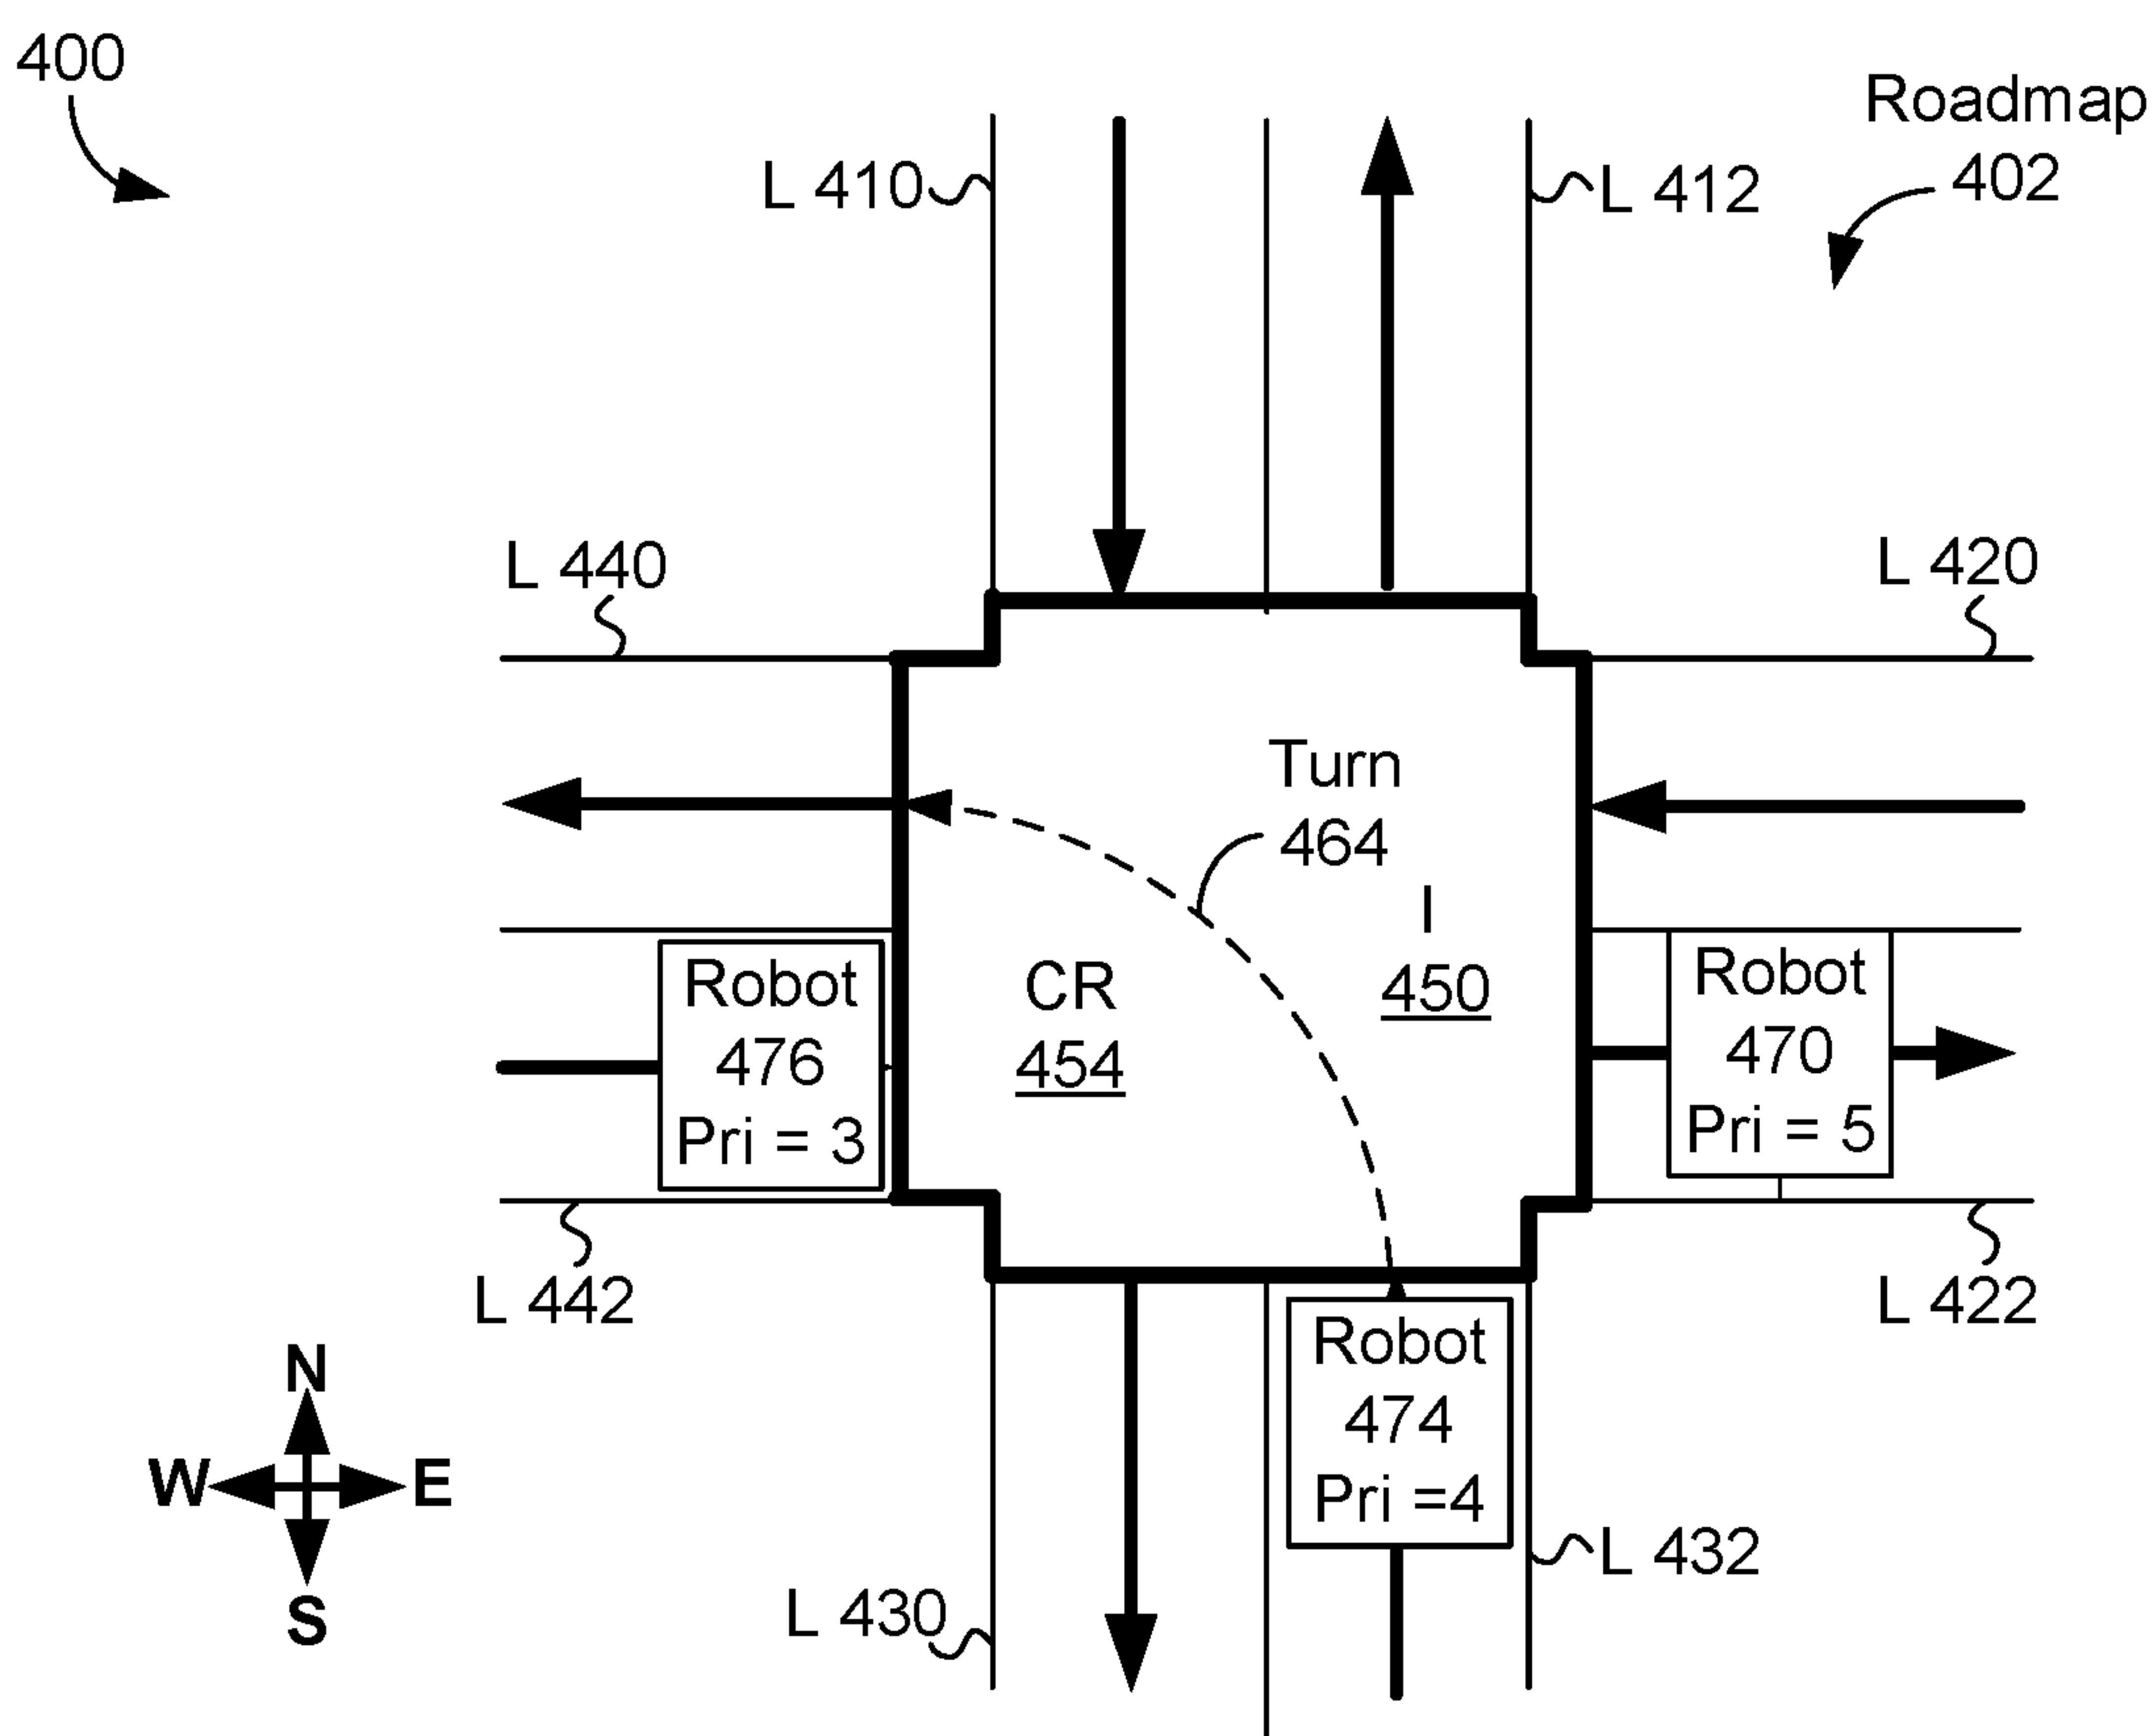 400
Roadmap
402
L 410
L 412
L 440
L 420
Turn
464
I
450
CR
454
Robot
476
Pri = 3
Robot
470
Pri = 5
L 442
L 422
Robot
474
Pri =4
N
W
E
S
L 430
L 432